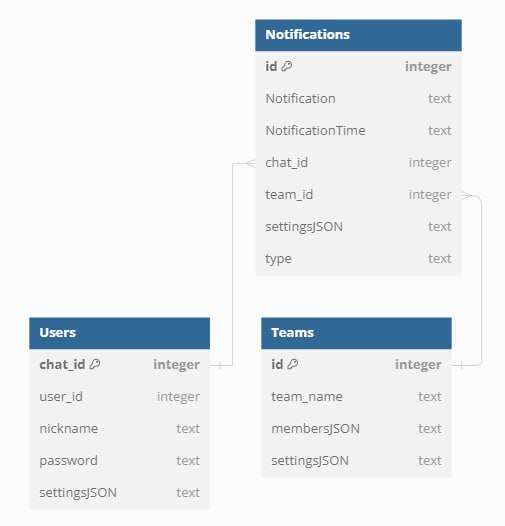 Notifications
id integer
Notification text
NotificationTime text
chat_id integer
team_id integer
settingsJSON text
type text
Users
chat_id integer
user_id integer
nickname text
password text
settingsJSON text
Teams
id integer
team_name text
membersJSON text
settingsJSON text